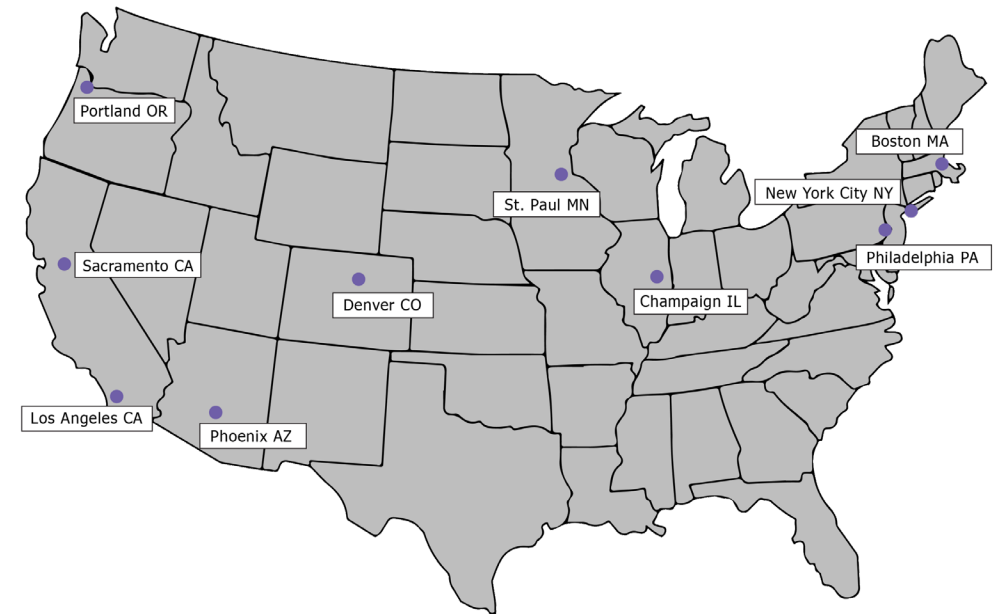 Portland OR
Boston MA
New York City NY
St. Paul MN
Philadelphia PA
Sacramento CA
Denver CO
Champaign IL
Los Angeles CA
Phoenix AZ